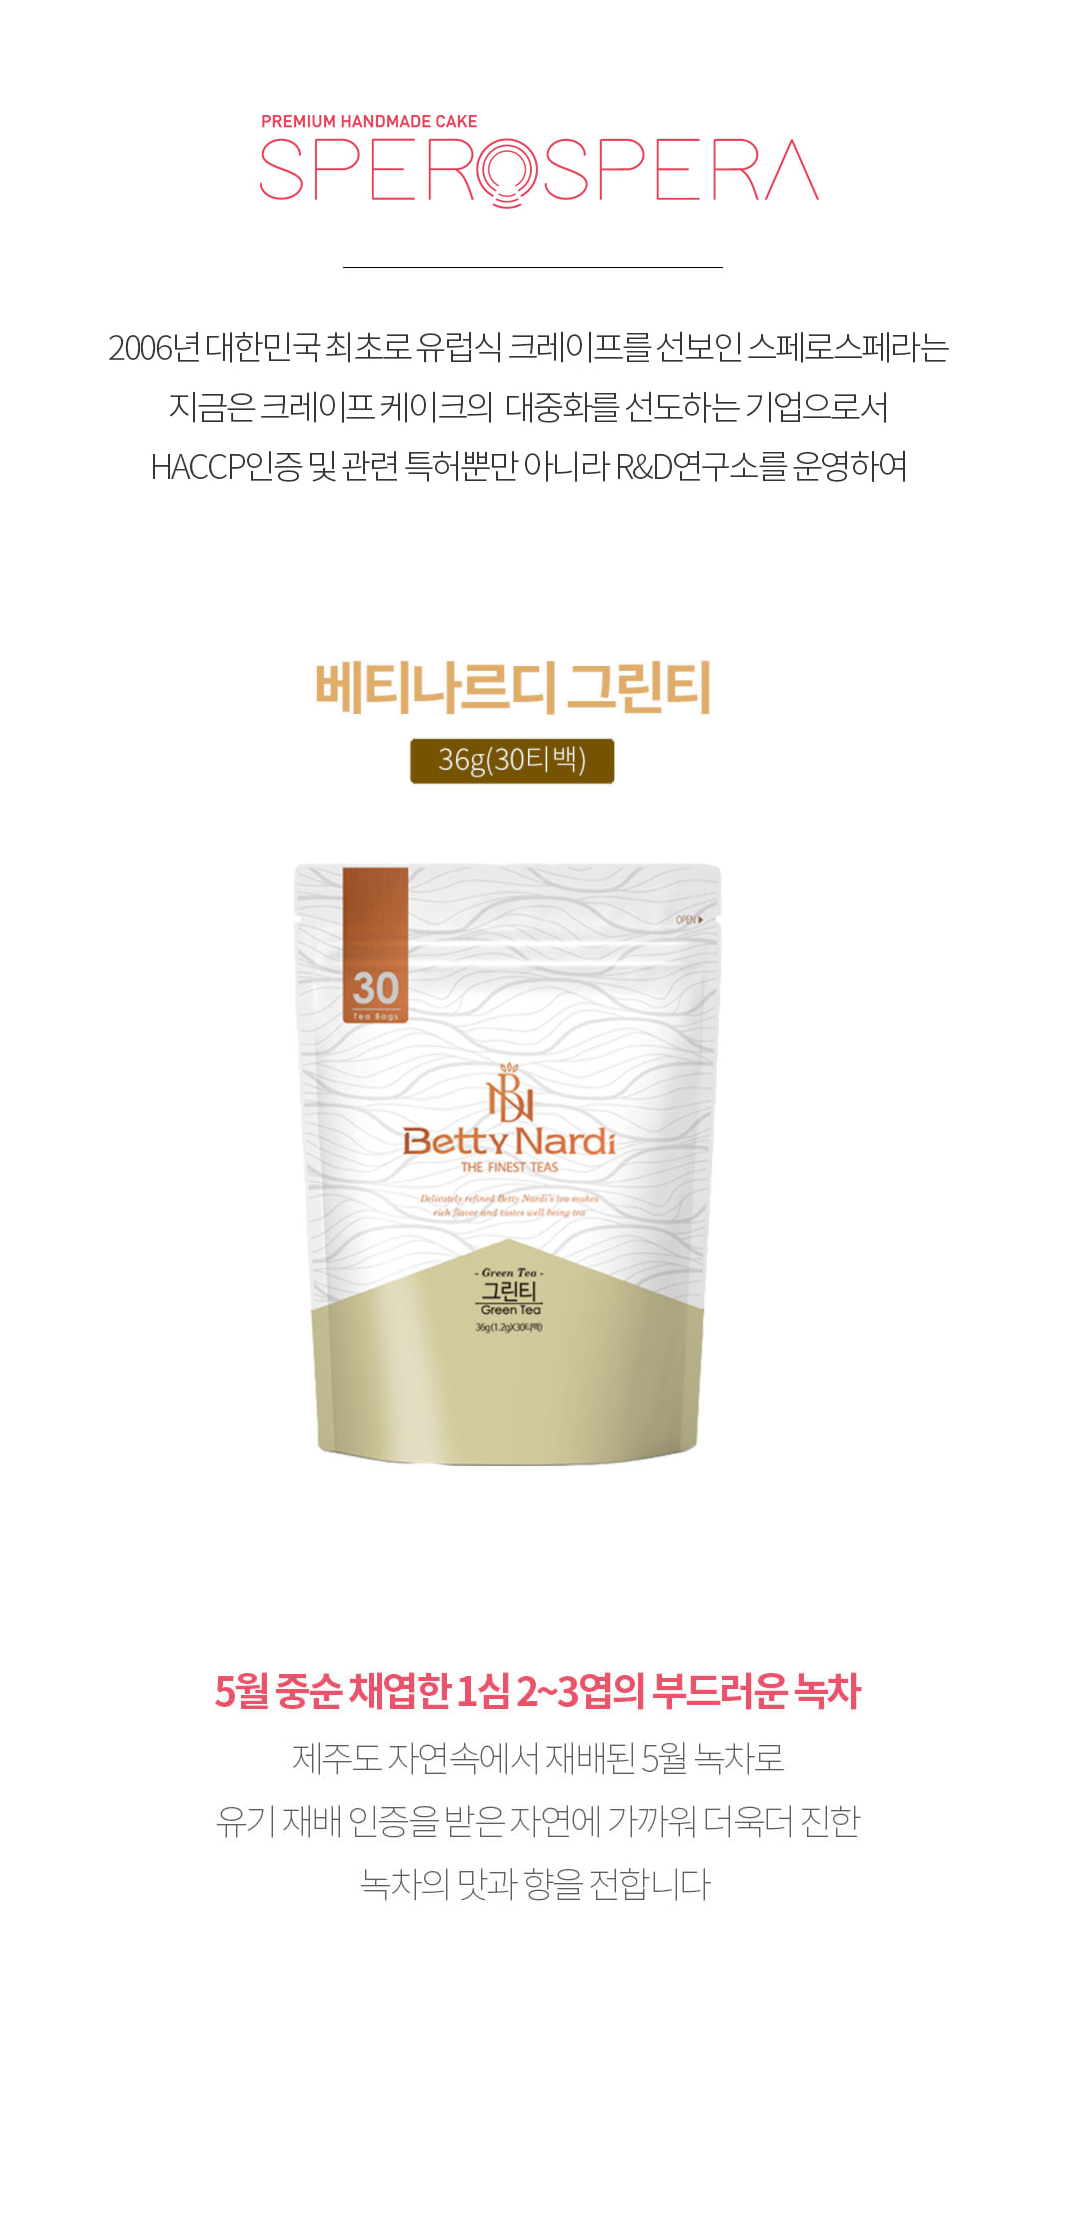 PREMIUM HANDMADE CAKE
SPEROSPERA
2006년 대한민국 최초로 유럽식 크레이프를 선보인 스페로스페라는
지금은 크레이프 케이크의 대중화를 선도하는 기업으로서
HACCP인증 및 관련 특허뿐만 아니라 R&D연구소를 운영하여
베티나르디 그린티
36g(30티백)
OPEN
30
Tea Bags
BN
Betty Nardi
THE FINEST TEAS
Delicately refined Betty Nardi's tea makes
rich flavor and tastes well being tea
- Green Tea -
그린티
Green Tea
36g(1.2gX30티백)
5월 중순 채엽한 1심 2~3엽의 부드러운 녹차
제주도 자연속에서 재배된 5월 녹차로
유기 재배 인증을 받은 자연에 가까워 더욱더 진한
녹차의 맛과 향을 전합니다